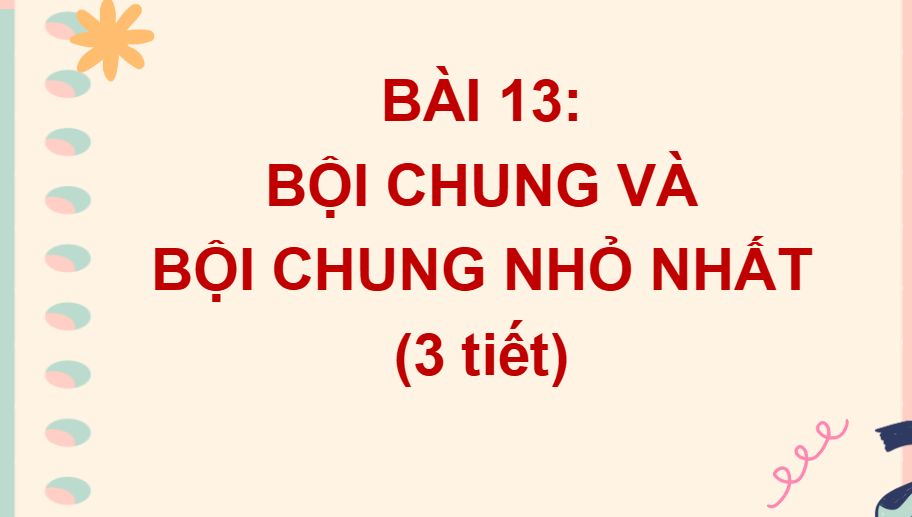 BÀI 13:
BỘI CHUNG VÀ
BỘI CHUNG NHỎ NHẤT
(3 tiết)